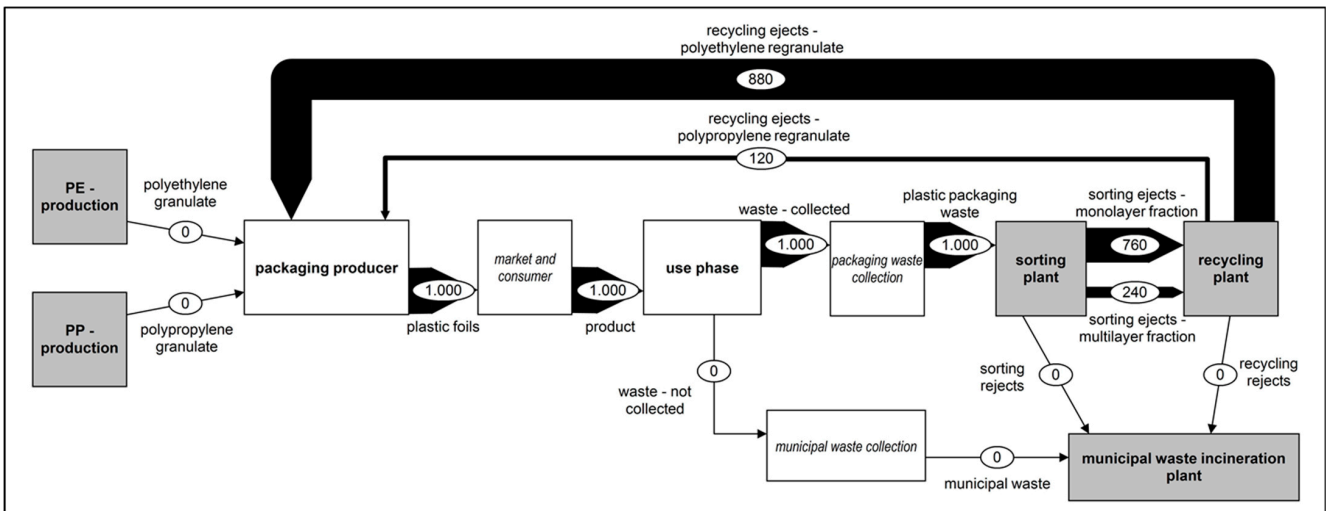 recycling ejects -
polyethylene regranulate
880
recycling ejects -
polypropylene regranulate
120
PE -
production
polyethylene
granulate
0
PP -
production
0
polypropylene
granulate
packaging producer
1.000
plastic foils
market and
consumer
1.000
product
use phase
waste - collected
1.000
packaging waste
collection
plastic packaging
waste
1.000
sorting
plant
sorting ejects -
monolayer fraction
760
240
sorting ejects -
multilayer fraction
recycling
plant
0
waste - not
collected
sorting
rejects
0
0
recycling
rejects
municipal waste collection
0
municipal waste
municipal waste incineration
plant